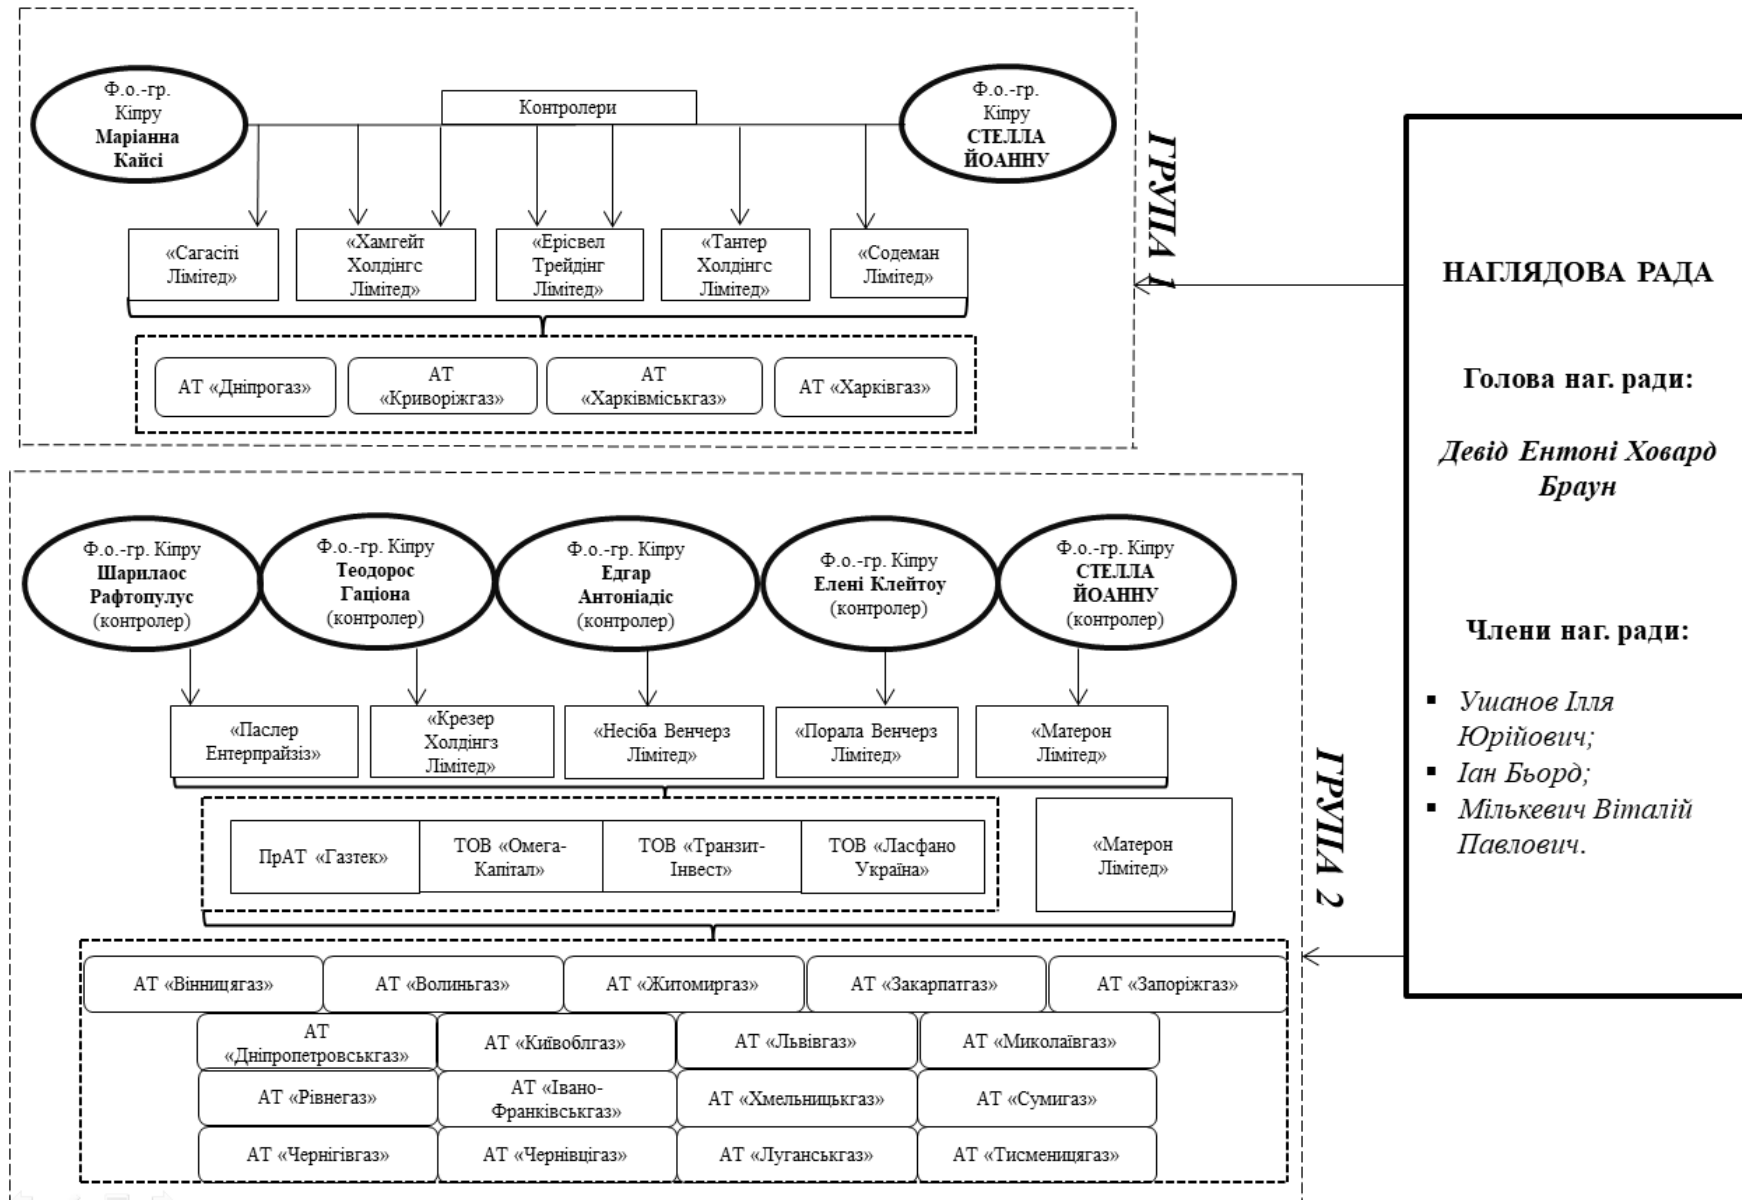 Ф.о.-гр.
Кіпру
Маріанна
Кайсі
Контролери
Ф.о.-гр.
Кіпру
СТЕЛЛА
ЙОАННУ
«Сагасіті
Лімітед»
«Хамгейт
Холдінгс
Лімітед»
«Ерісвел
Трейдінг
Лімітед»
«Тантер
Холдінгс
Лімітед»
«Содеман
Лімітед»
АТ «Дніпрогаз»
АТ
«Криворіжгаз»
АТ
«Харківміськгаз»
АТ «Харківгаз»
ГРУПА 1
Ф.о.-гр. Кіпру
Шарилаос
Рафтопулус
(контролер)
Ф.о.-гр. Кіпру
Теодорос
Гаціона
(контролер)
Ф.о.-гр. Кіпру
Едгар
Антоніадіс
(контролер)
Ф.о.-гр. Кіпру
Елені Клейтоу
(контролер)
Ф.о.-гр. Кіпру
СТЕЛЛА
ЙОАННУ
(контролер)
«Паслер
Ентерпрайзіз»
«Крезер
Холдінгз
Лімітед»
«Несіба Венчерз
Лімітед»
«Порала Венчерз
Лімітед»
«Матерон
Лімітед»
ПрАТ «Газтек»
ТОВ «Омега-
Капітал»
ТОВ «Транзит-
Інвест»
ТОВ «Ласфано
Україна»
«Матерон
Лімітед»
АТ «Вінницягаз»
АТ «Волиньгаз»
АТ «Житомиргаз»
АТ «Закарпатгаз»
АТ «Запоріжгаз»
АТ
«Дніпропетровськгаз»
АТ «Київоблгаз»
АТ «Львівгаз»
АТ «Миколаївгаз»
АТ «Рівнегаз»
АТ «Івано-
Франківськгаз»
АТ «Хмельницькгаз»
АТ «Сумигаз»
АТ «Чернігівгаз»
АТ «Чернівцігаз»
АТ «Луганськгаз»
АТ «Тисменицягаз»
ГРУПА 2
НАГЛЯДОВА РАДА
Голова наг. ради:
Девід Ентоні Ховард
Браун
Члени наг. ради:
▪ Ушанов Ілля
Юрійович;
▪ Іан Бьорд;
▪ Мількевич Віталій
Павлович.